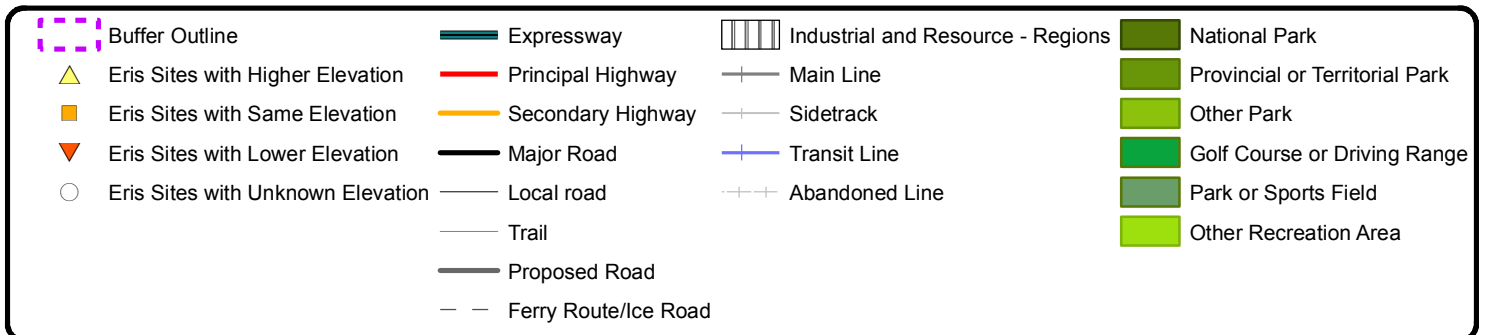 Buffer Outline
Eris Sites with Higher Elevation
Eris Sites with Same Elevation
Eris Sites with Lower Elevation
Eris Sites with Unknown Elevation
Expressway
Principal Highway
Secondary Highway
Major Road
Local road
Trail
Proposed Road
Ferry Route/Ice Road
Industrial and Resource - Regions
Main Line
Sidetrack
Transit Line
Abandoned Line
National Park
Provincial or Territorial Park
Other Park
Golf Course or Driving Range
Park or Sports Field
Other Recreation Area